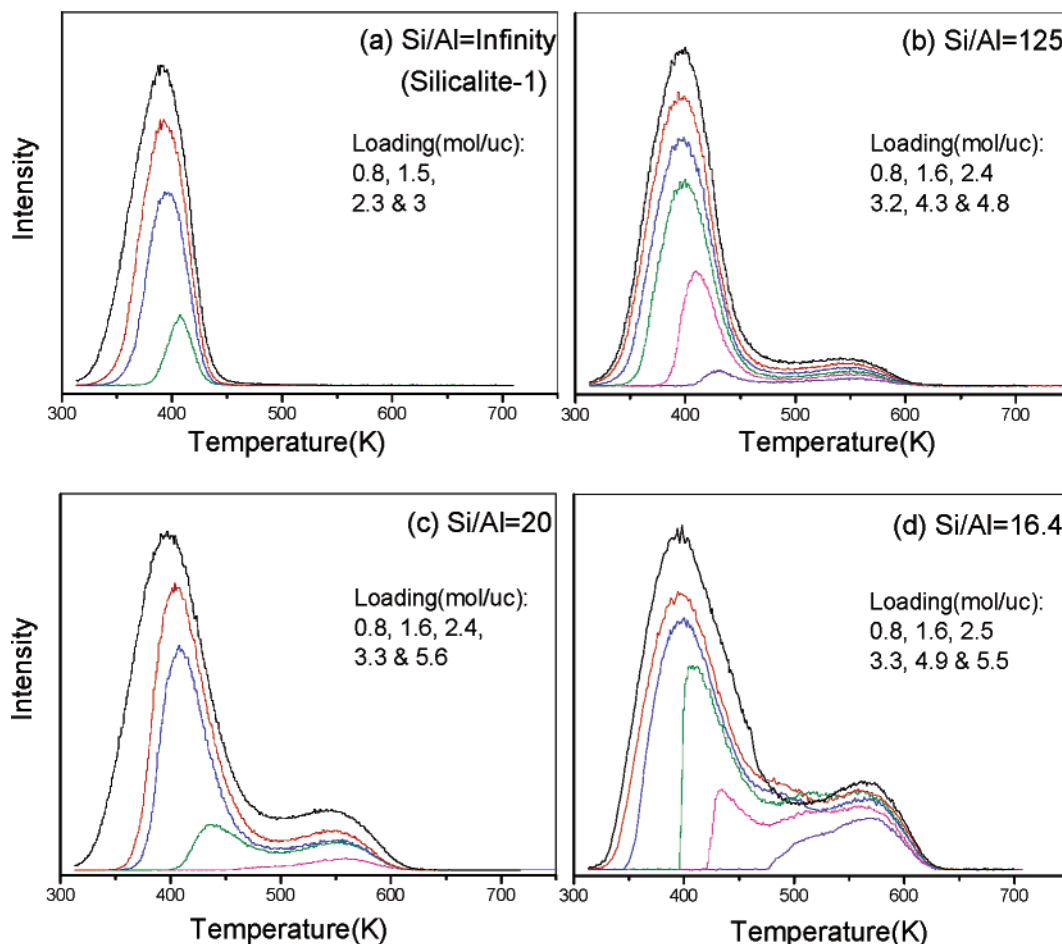 (a) Si/Al=Infinity
(Silicalite-1)
Loading(mol/uc):
0.8, 1.5,
2.3 & 3
Intensity
300 400 500 600 700
Temperature(K)
(b) Si/Al=125
Loading(mol/uc):
0.8, 1.6, 2.4
3.2, 4.3 & 4.8
300 400 500 600 700
Temperature(K)
(c) Si/Al=20
Loading(mol/uc):
0.8, 1.6, 2.4,
3.3 & 5.6
Intensity
300 400 500 600 700
Temperature(K)
(d) Si/Al=16.4
Loading(mol/uc):
0.8, 1.6, 2.5
3.3, 4.9 & 5.5
300 400 500 600 700
Temperature(K)